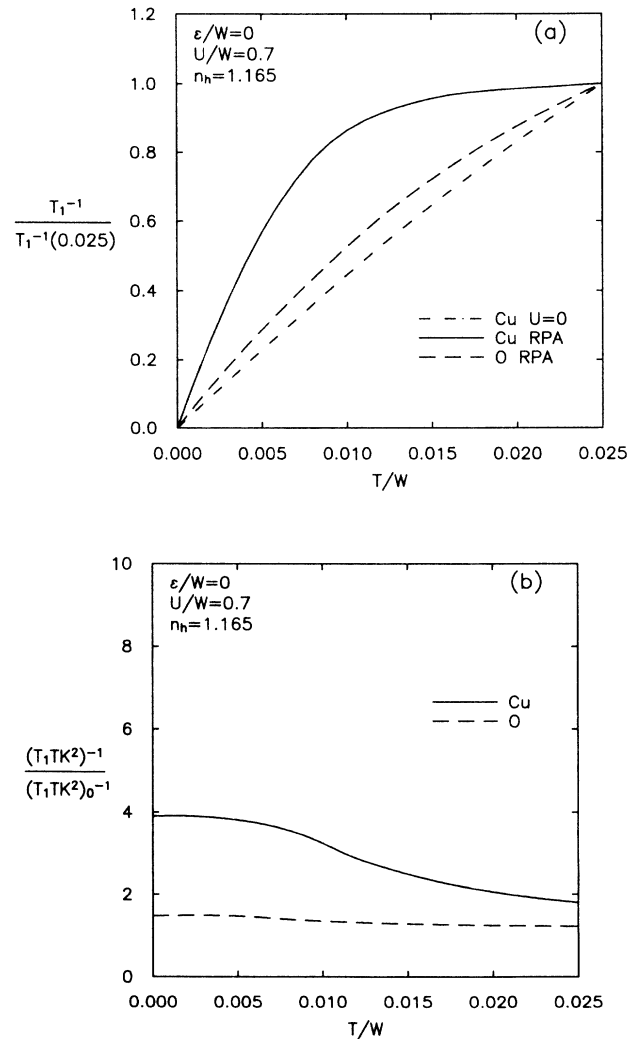 (a)
ε/W=0
U/W=0.7
nₕ=1.165
1.2
1.0
0.8
0.6
0.4
0.2
0.0
T₁⁻¹
T₁⁻¹(0.025)
Cu U=0
Cu RPA
O RPA
0.000 0.005 0.010 0.015 0.020 0.025
T/W
(b)
ε/W=0
U/W=0.7
nₕ=1.165
10
8
6
4
2
0
(T₁TK²)⁻¹
(T₁TK²)₀⁻¹
Cu
O
0.000 0.005 0.010 0.015 0.020 0.025
T/W